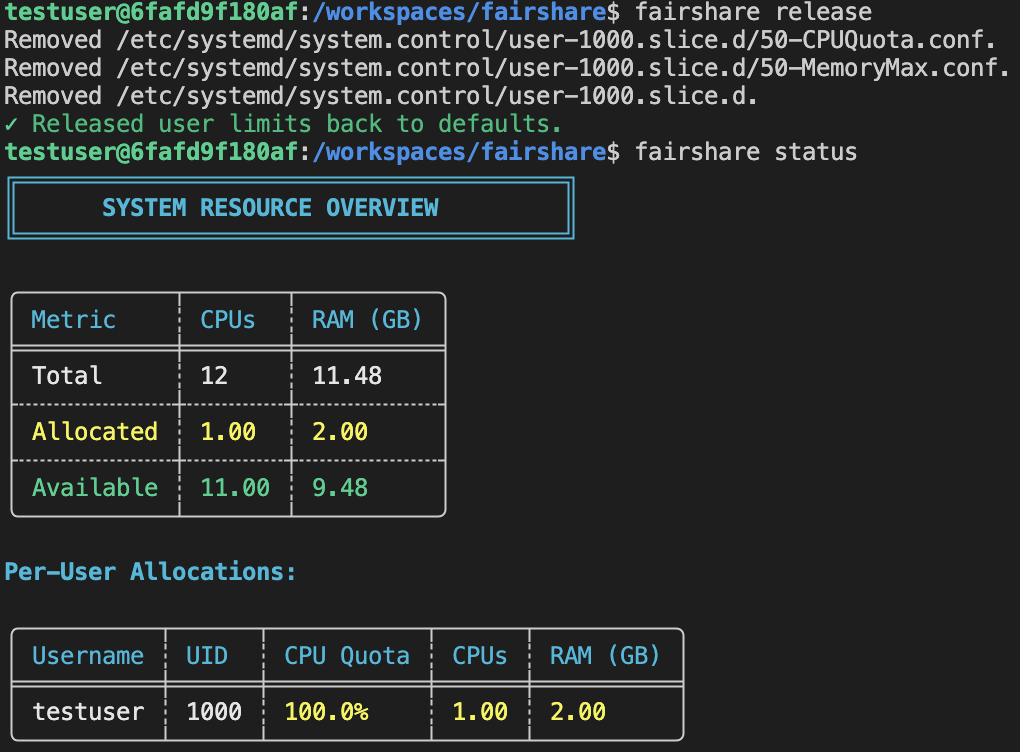 testuser@6fafd9f180af:/workspaces/fairshare$ fairshare release
Removed /etc/systemd/system.control/user-1000.slice.d/50-CPUQuota.conf.
Removed /etc/systemd/system.control/user-1000.slice.d/50-MemoryMax.conf.
Removed /etc/systemd/system.control/user-1000.slice.d.
✓ Released user limits back to defaults.
testuser@6fafd9f180af:/workspaces/fairshare$ fairshare status
SYSTEM RESOURCE OVERVIEW
Metric CPUs RAM (GB)
Total 12 11.48
Allocated 1.00 2.00
Available 11.00 9.48
Per-User Allocations:
Username UID CPU Quota CPUs RAM (GB)
testuser 1000 100.0% 1.00 2.00